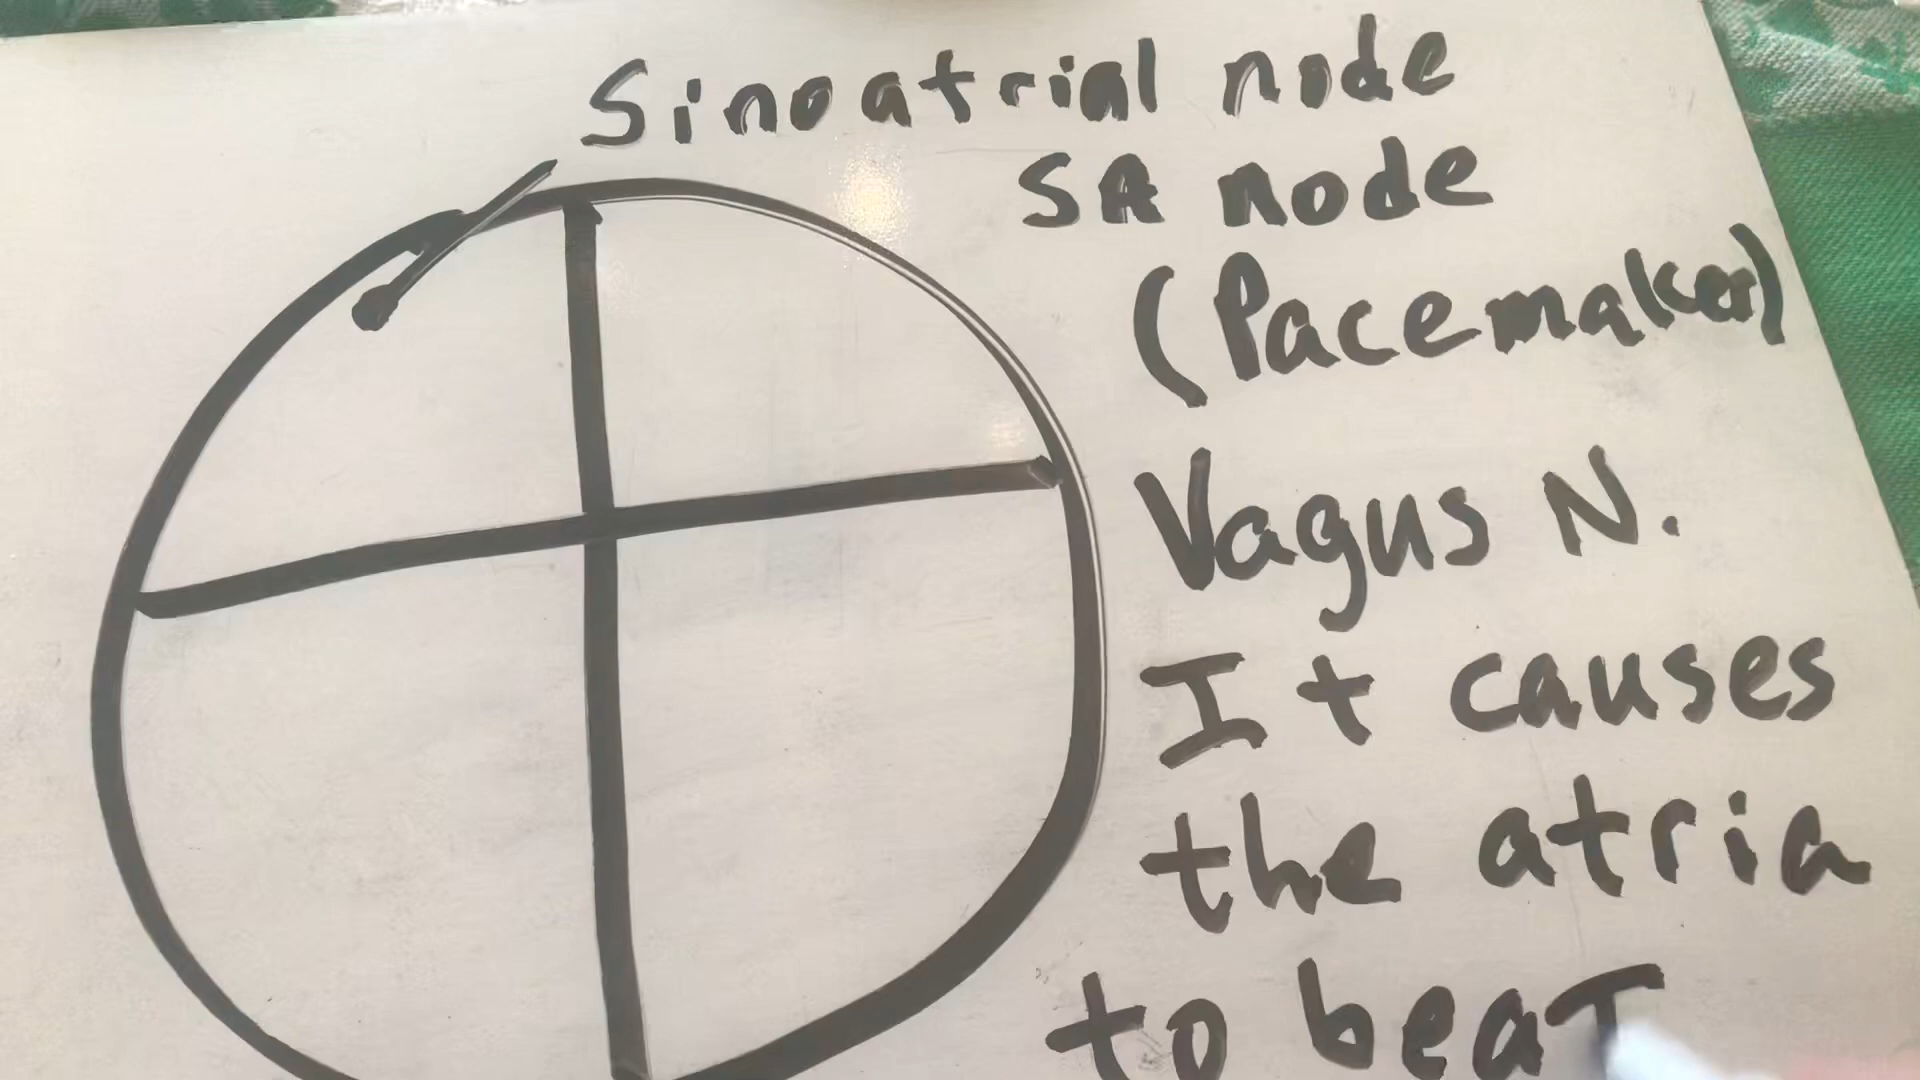 Sinoatrial node
SA node
(Pacemaker)
Vagus N.
It causes
the atria
to beat